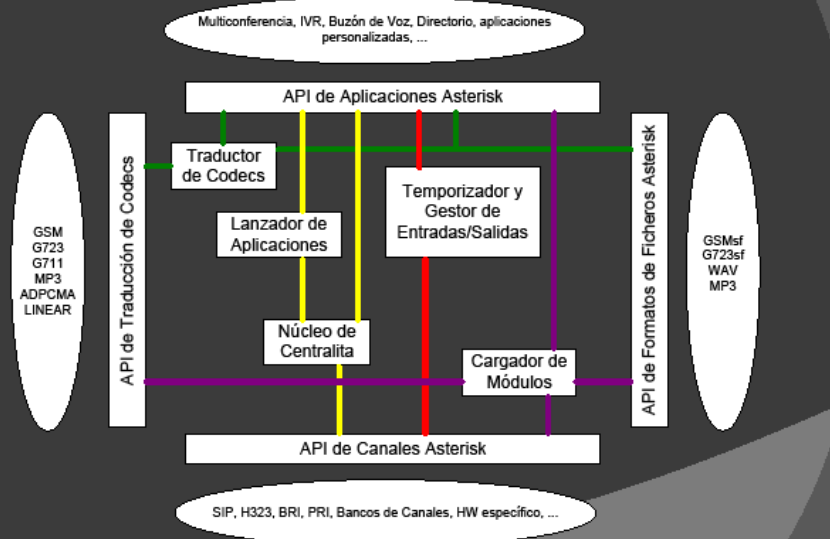 Multiconferencia, IVR, Buzón de Voz, Directorio, aplicaciones
personalizadas, ...
API de Aplicaciones Asterisk
API de Traducción de Codecs
GSM
G723
G711
MP3
ADPCMA
LINEAR
Traductor
de Codecs
Lanzador de
Aplicaciones
Temporizador y
Gestor de
Entradas/Salidas
Núcleo de
Centralita
Cargador de
Módulos
API de Formatos de Ficheros Asterisk
GSMsf
G723sf
WAV
MP3
API de Canales Asterisk
SIP, H323, BRI, PRI, Bancos de Canales, HW específico, ...